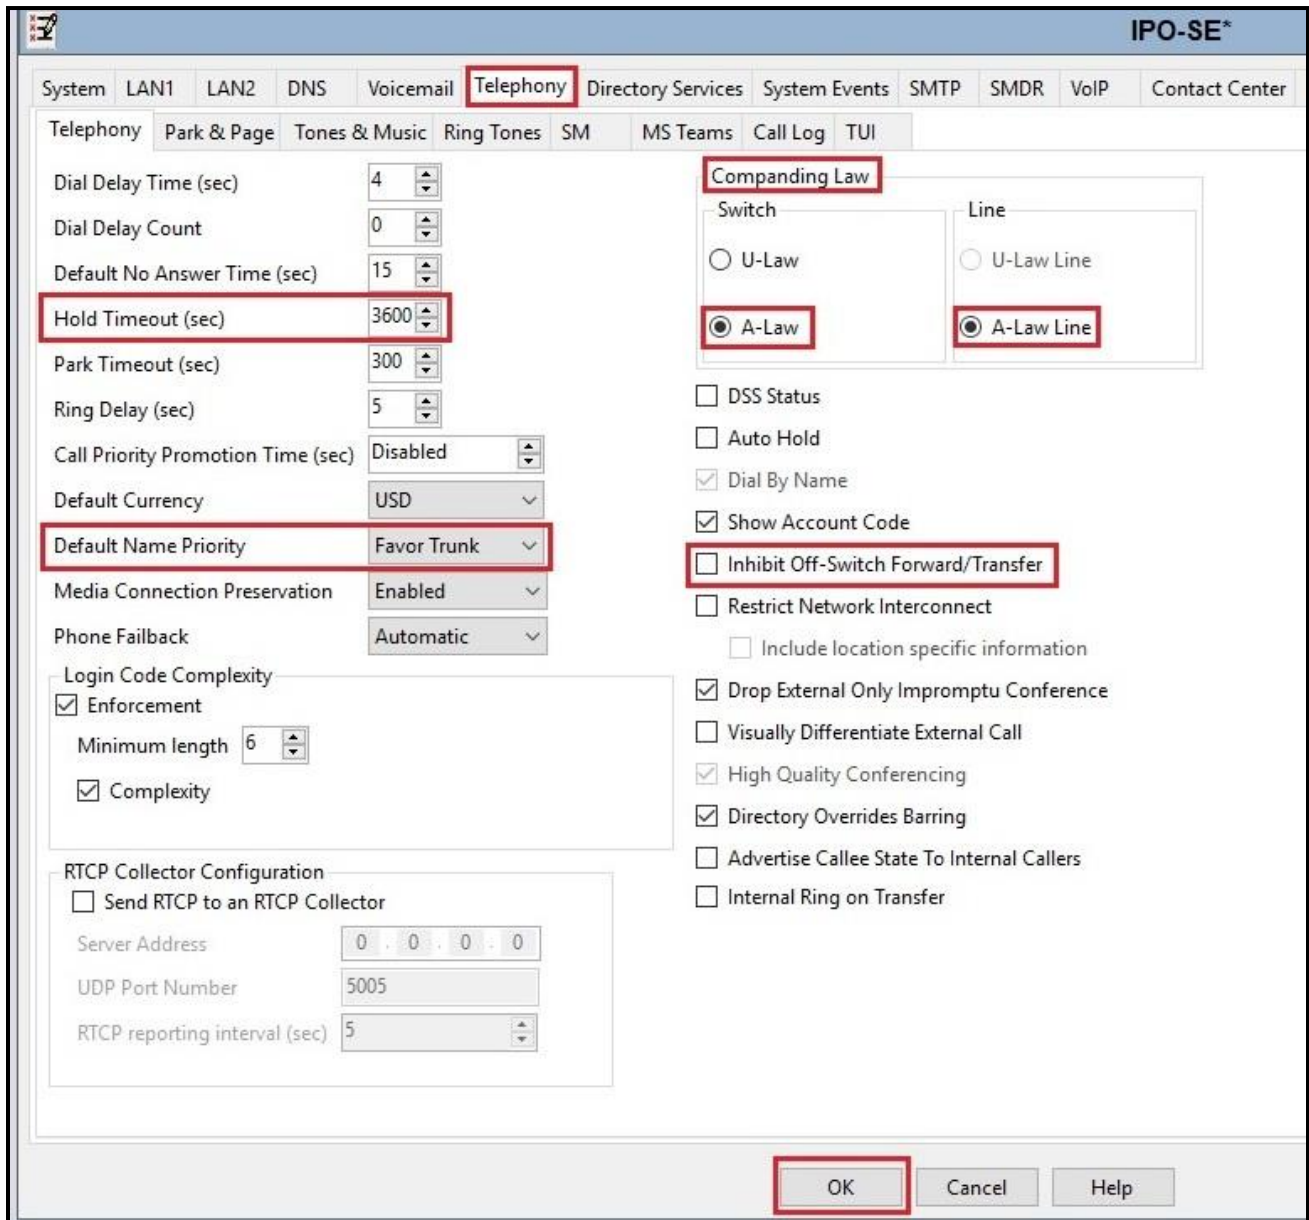 IPO-SE*
System LAN1 LAN2 DNS Voicemail Telephony Directory Services System Events SMTP SMDR VoIP Contact Center
Telephony Park & Page Tones & Music Ring Tones SM MS Teams Call Log TUI
Dial Delay Time (sec) 4
Dial Delay Count 0
Default No Answer Time (sec) 15
Hold Timeout (sec) 3600
Park Timeout (sec) 300
Ring Delay (sec) 5
Call Priority Promotion Time (sec) Disabled
Default Currency USD
Default Name Priority Favor Trunk
Media Connection Preservation Enabled
Phone Failback Automatic
Login Code Complexity
Enforcement
Minimum length 6
Complexity
RTCP Collector Configuration
Send RTCP to an RTCP Collector
Server Address 0 . 0 . 0 . 0
UDP Port Number 5005
RTCP reporting interval (sec) 5
Companding Law
Switch Line
U-Law U-Law Line
A-Law A-Law Line
DSS Status
Auto Hold
Dial By Name
Show Account Code
Inhibit Off-Switch Forward/Transfer
Restrict Network Interconnect
Include location specific information
Drop External Only Impromptu Conference
Visually Differentiate External Call
High Quality Conferencing
Directory Overrides Barring
Advertise Callee State To Internal Callers
Internal Ring on Transfer
OK Cancel Help